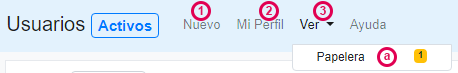 1 2 3
Usuarios Activos Nuevo Mi Perfil Ver Ayuda
Papelera a 1